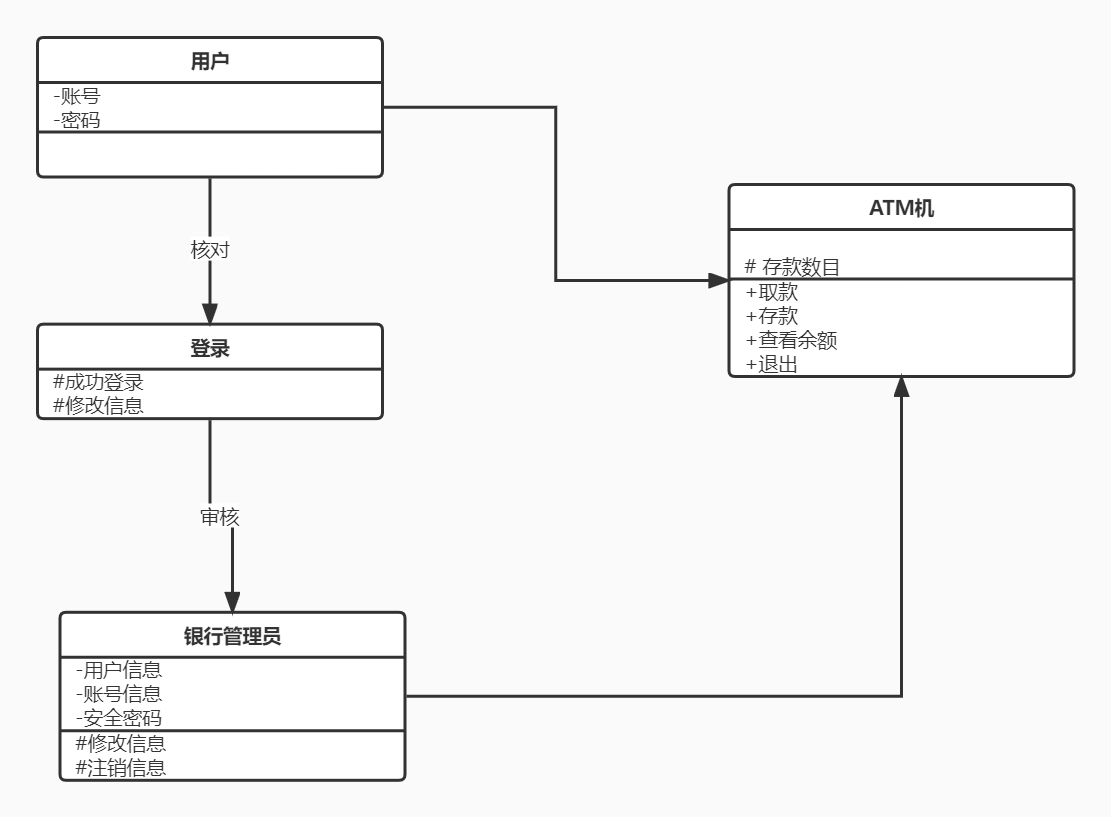 用户
-账号
-密码
核对
登录
#成功登录
#修改信息
审核
银行管理员
-用户信息
-账号信息
-安全密码
#修改信息
#注销信息
ATM机
# 存款数目
+取款
+存款
+查看余额
+退出